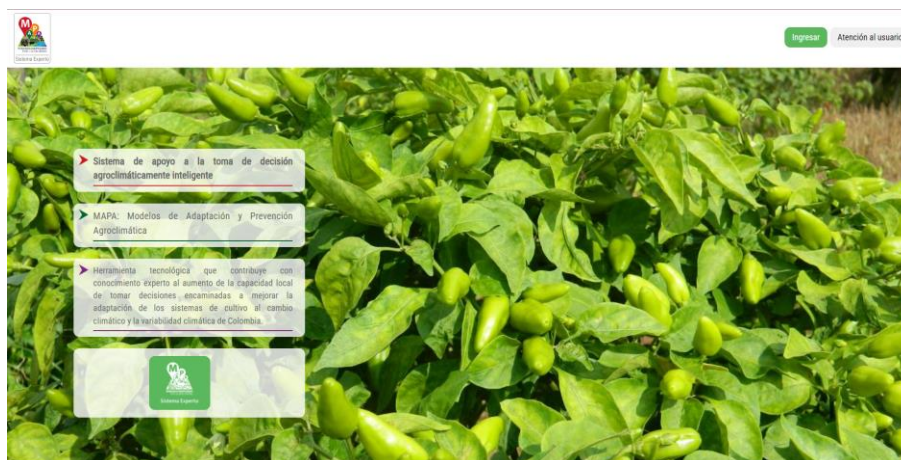 Sistema Experto
Ingresar
Atención al usuario
Sistema de apoyo a la toma de decisión
agroclimáticamente inteligente
MAPA: Modelos de Adaptación y Prevención
Agroclimática
Herramienta tecnológica que contribuye con
conocimiento experto al aumento de la capacidad local
de tomar decisiones encaminadas a mejorar la
adaptación de los sistemas de cultivo al cambio
climático y la variabilidad climática de Colombia.
Sistema Experto